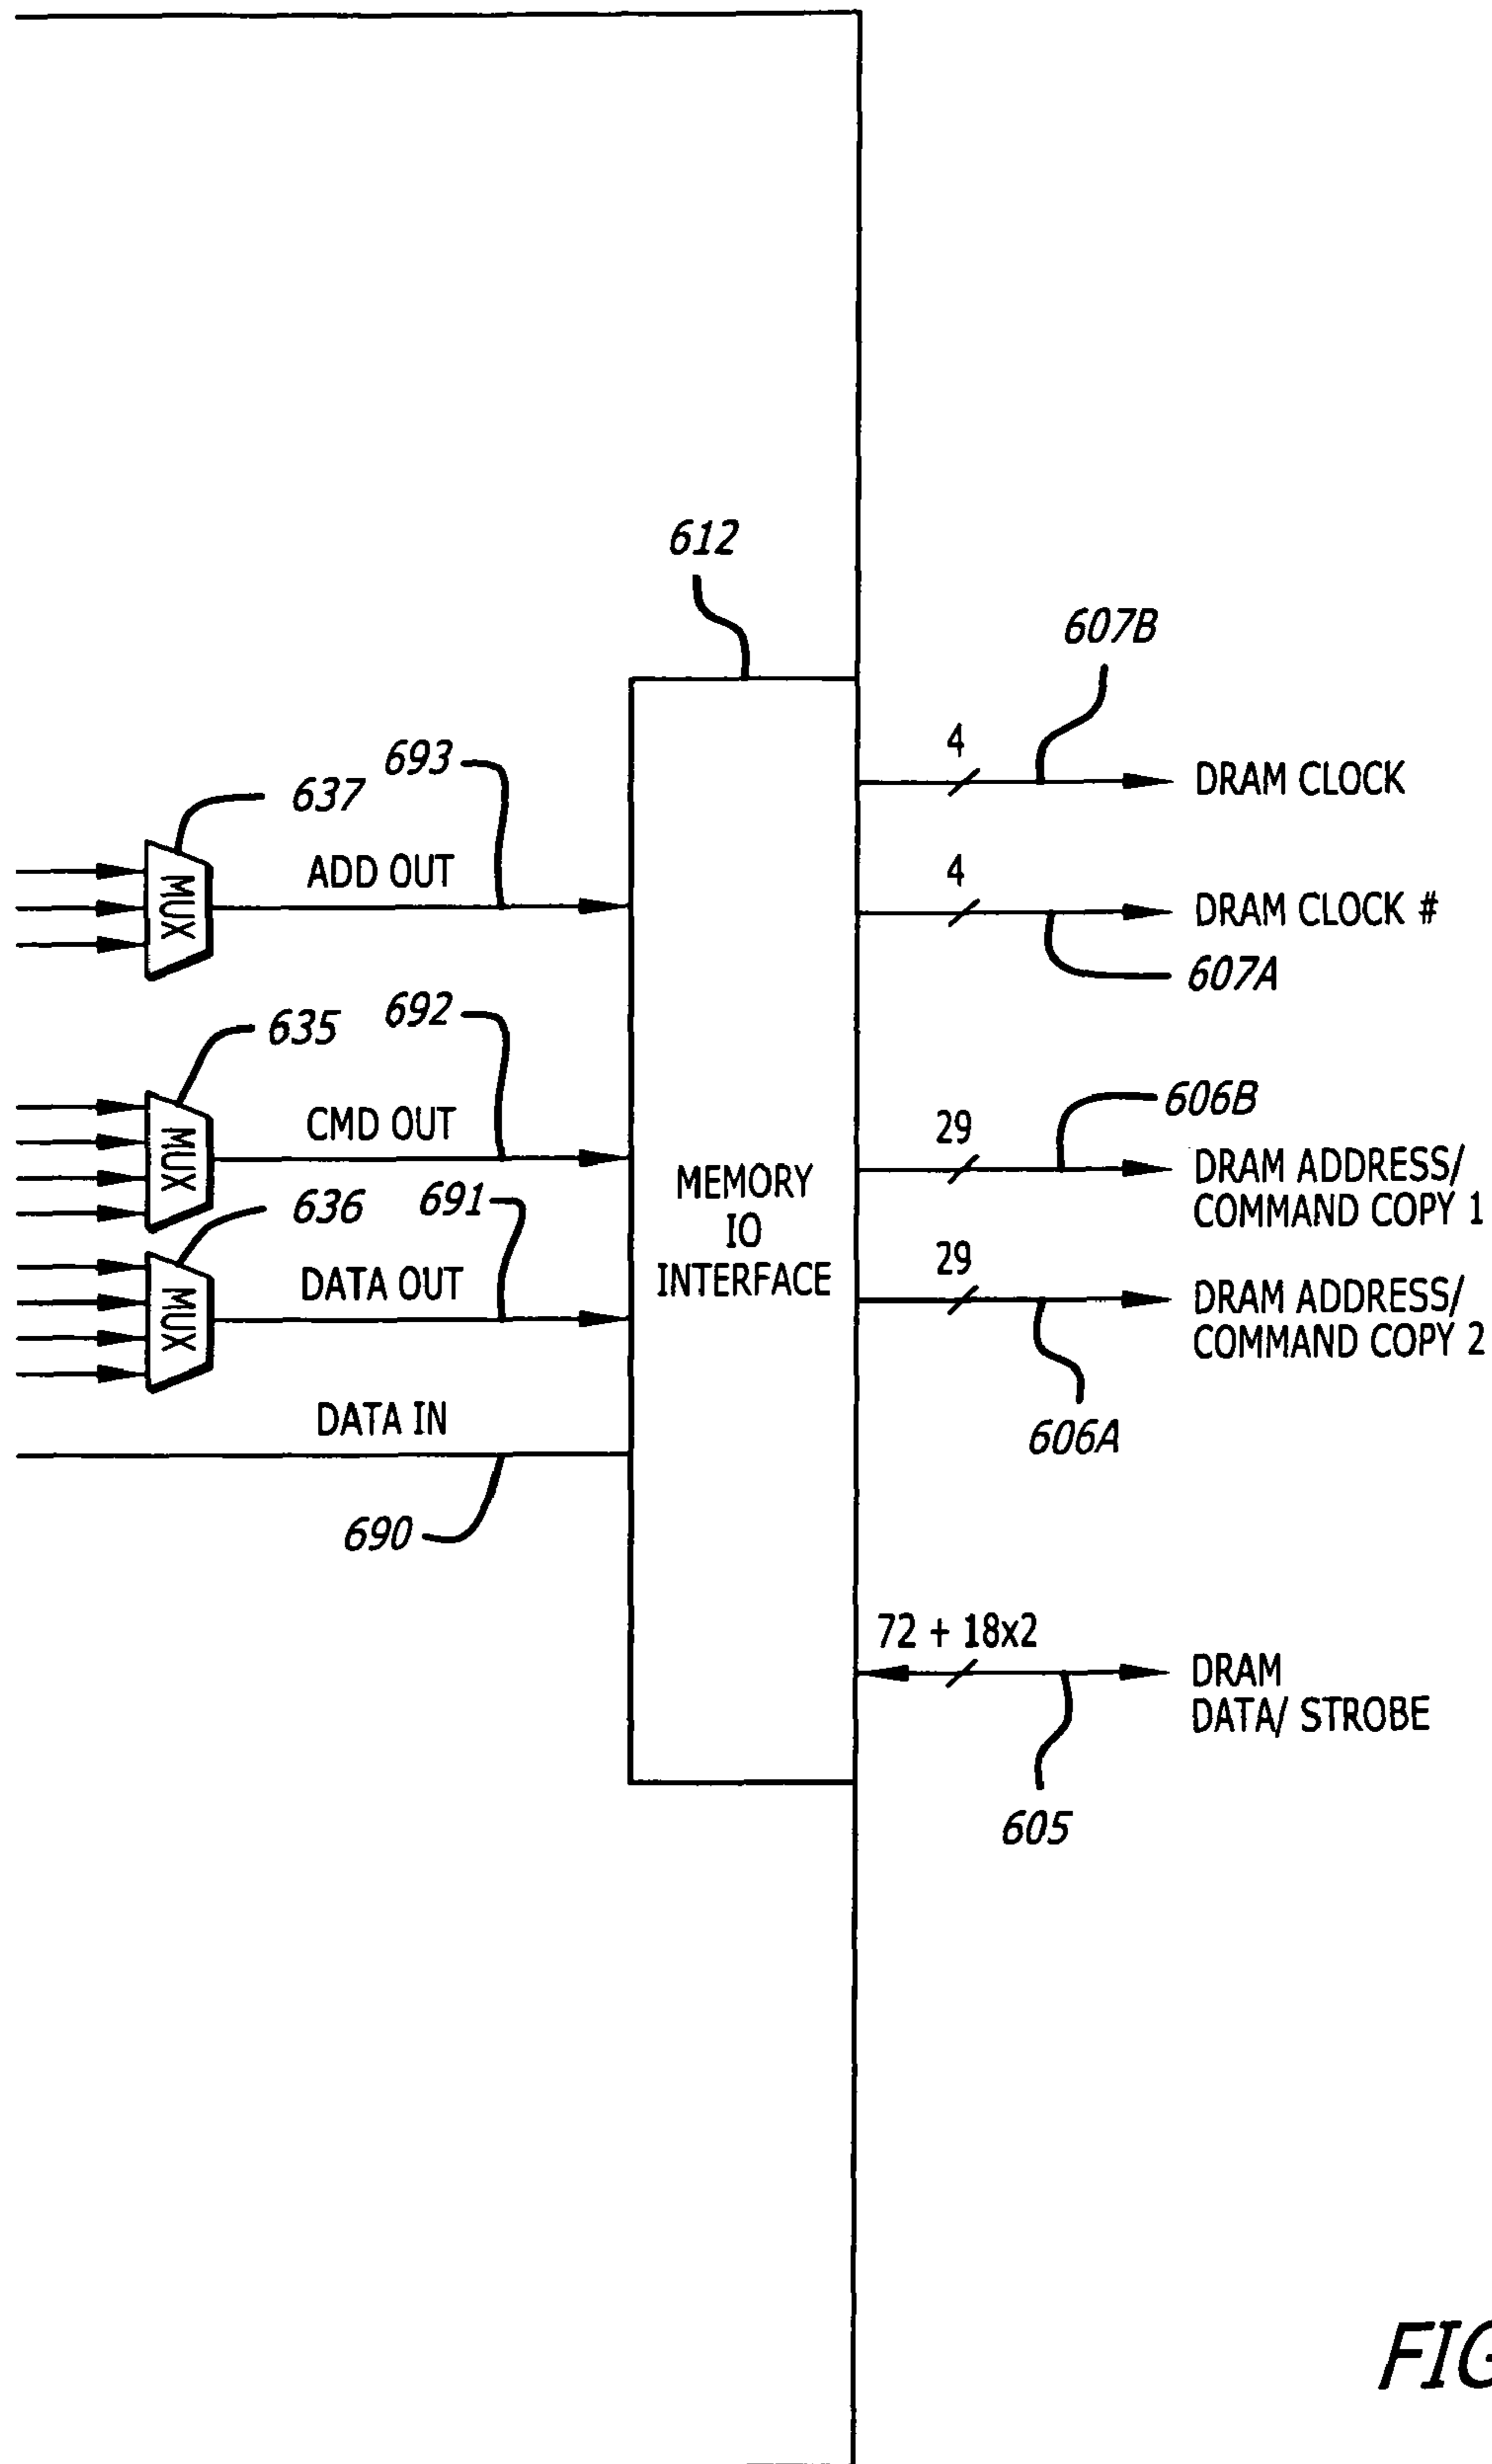 612
607B
4
DRAM CLOCK
693
637
ADD OUT
MUX
4
DRAM CLOCK #
607A
692
635
CMD OUT
MUX
606B
29
DRAM ADDRESS/
COMMAND COPY 1
MEMORY
IO
INTERFACE
691
636
DATA OUT
MUX
29
DRAM ADDRESS/
COMMAND COPY 2
606A
DATA IN
690
72 + 18x2
DRAM
DATA/ STROBE
605
FIG